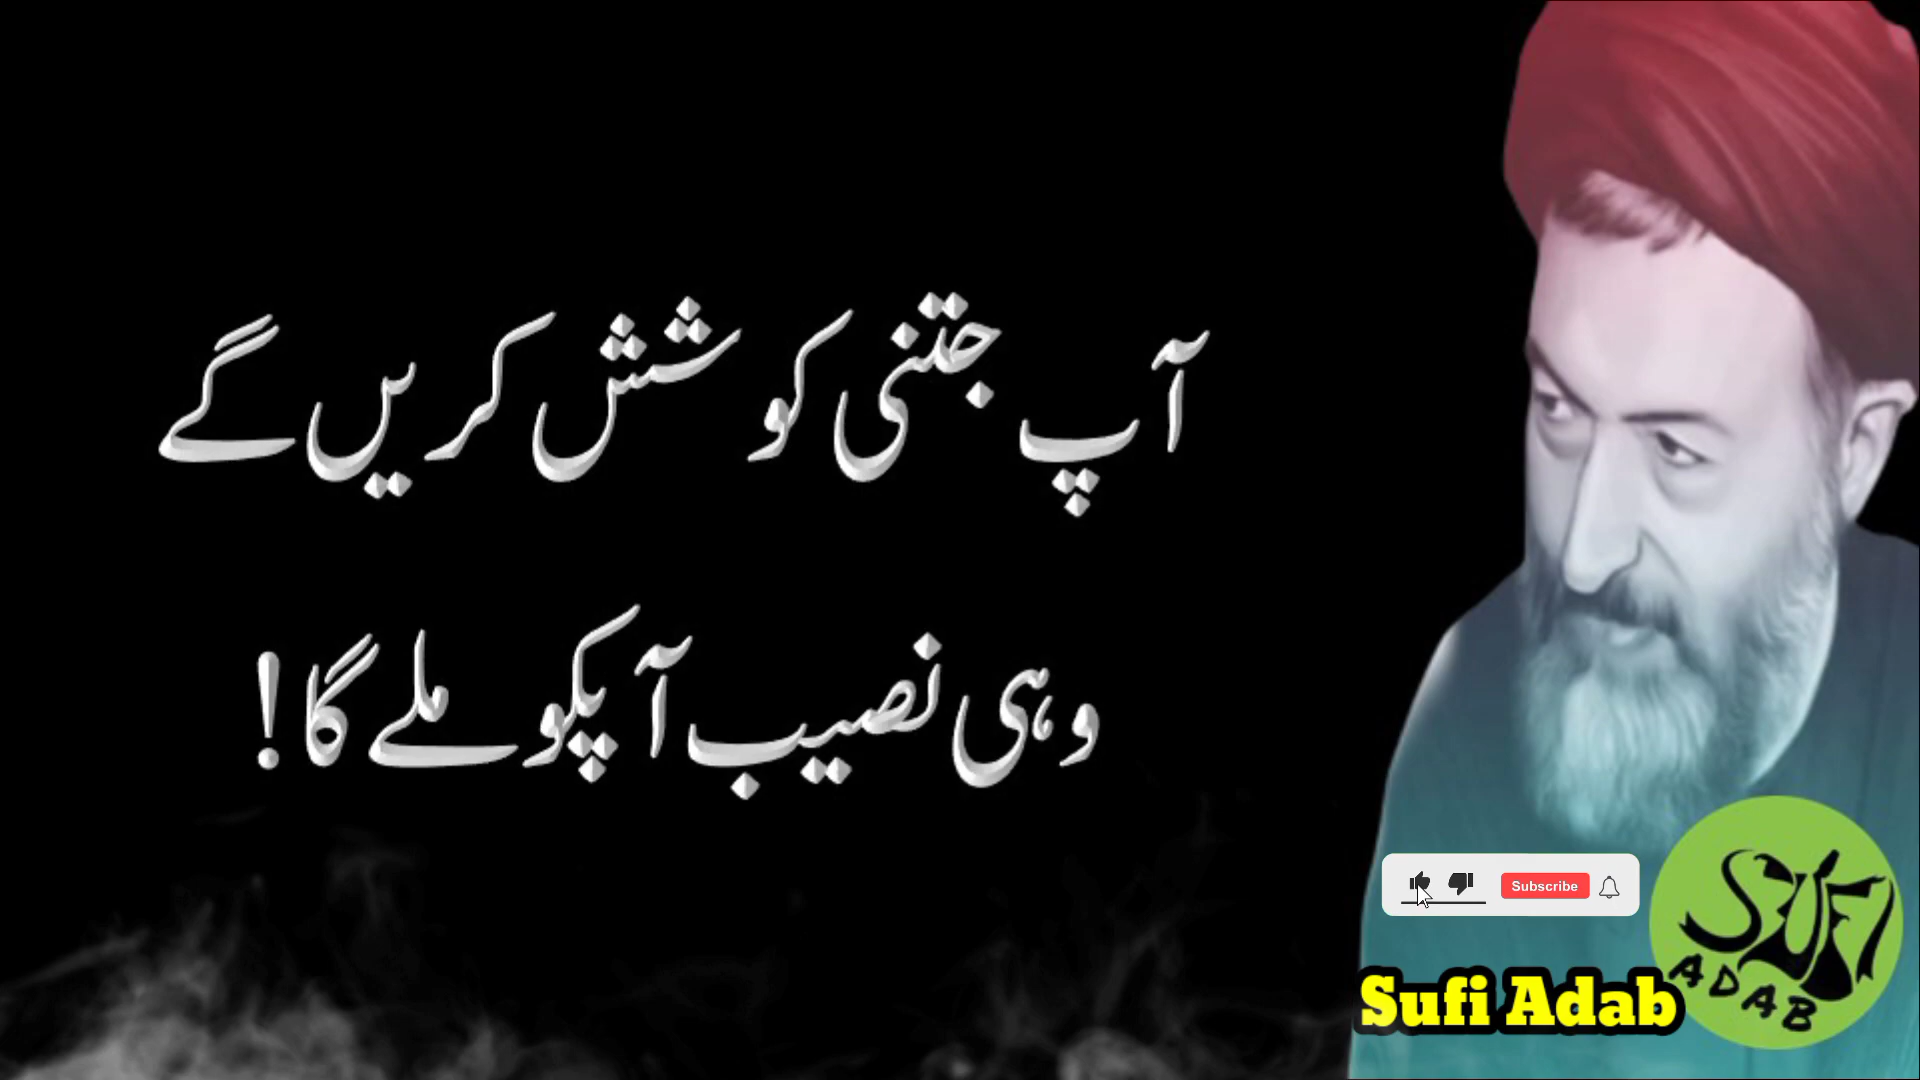 آپ جتنی کوشش کریں گے
وہی نصیب آپکو ملے گا!
Subscribe
Sufi Adab
SUFI
ADAB